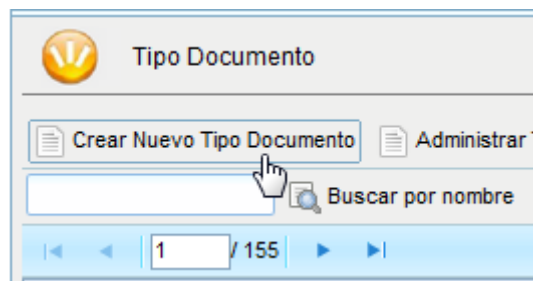 Tipo Documento
Crear Nuevo Tipo Documento Administrar
Buscar por nombre
1 / 155